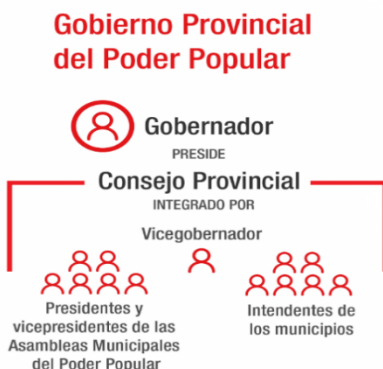 Gobierno Provincial
del Poder Popular
Gobernador
PRESIDE
Consejo Provincial
INTEGRADO POR
Vicegobernador
Presidentes y
vicepresidentes de las
Asambleas Municipales
del Poder Popular
Intendentes de
los municipios